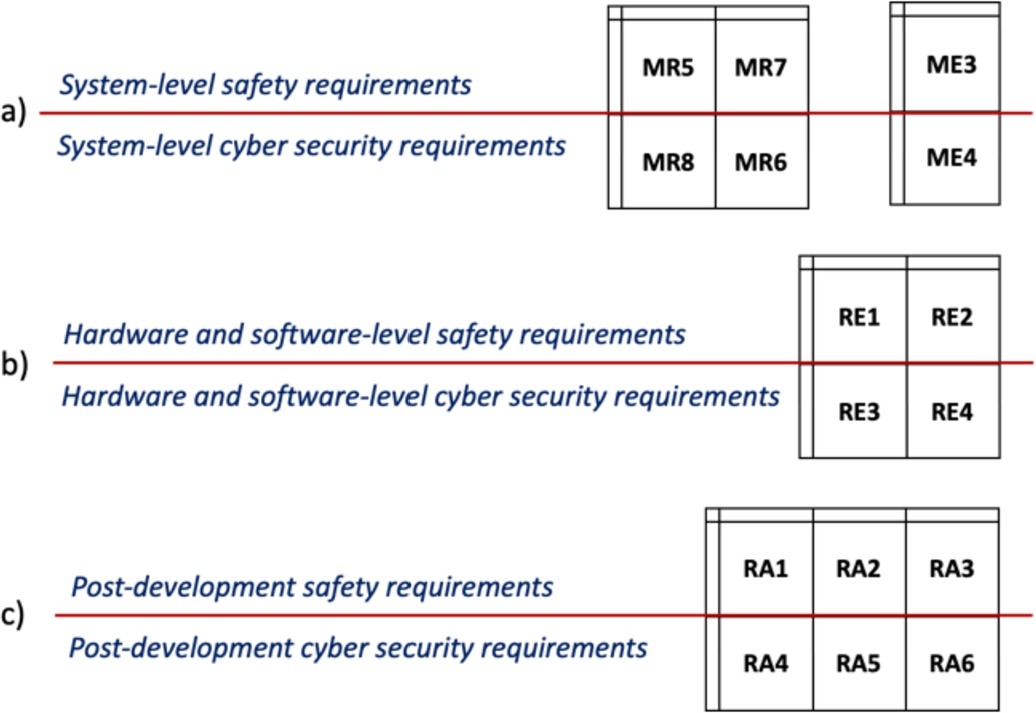 a)
System-level safety requirements
System-level cyber security requirements
MR5 MR7
MR8 MR6
ME3
ME4
b)
Hardware and software-level safety requirements
Hardware and software-level cyber security requirements
RE1 RE2
RE3 RE4
c)
Post-development safety requirements
Post-development cyber security requirements
RA1 RA2 RA3
RA4 RA5 RA6